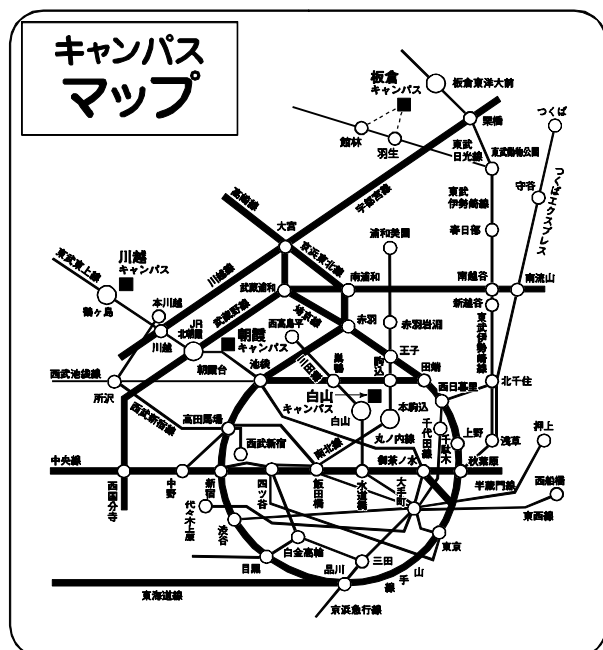 キャンパス
マップ
板倉
キャンパス
板倉東洋大前
つくば
栗橋
館林
羽生
東武
日光線
東武動物公園
つくばエクスプレス
守谷
高崎線
宇都宮線
東武
伊勢崎線
大宮
浦和美園
春日部
京浜東北線
東武東上線
川越
キャンパス
川越線
武蔵浦和
南浦和
南越谷
南流山
鶴ヶ島
本川越
武蔵野線
埼京線
新越谷
JR
北朝霞
朝霞
キャンパス
西高島平
赤羽
赤羽岩淵
東武伊勢崎線
川越
王子
朝霞台
池袋
巣鴨
駒込
田端
西武池袋線
西日暮里
北千住
所沢
白山
キャンパス
西武新宿線
高田馬場
白山
本駒込
千代田線
千駄木
上野
浅草
押上
西武新宿
南北線
丸ノ内線
御茶ノ水
秋葉原
中央線
半蔵門線
西船橋
西国分寺
中野
新宿
四ツ谷
飯田橋
水道橋
大手町
代々木上原
東西線
渋谷
東京
白金高輪
目黒
品川
三田
山手線
東海道線
京浜急行線